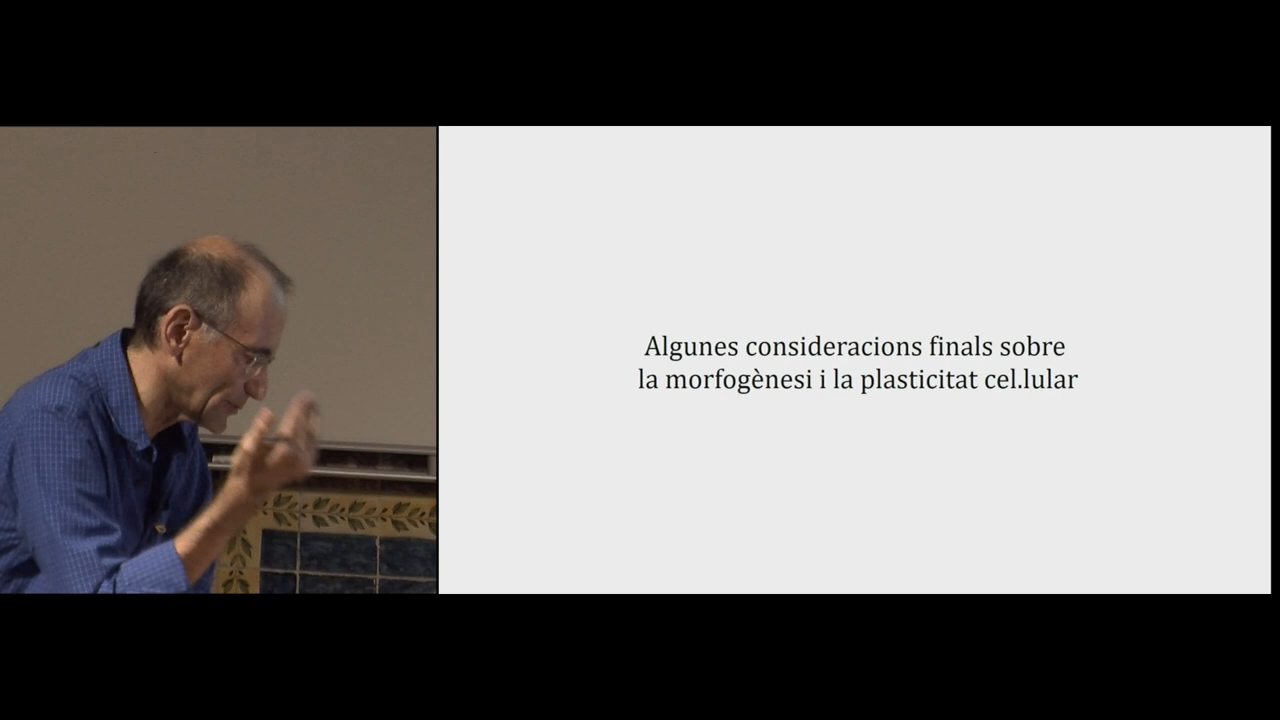 Algunes consideracions finals sobre
la morfogènesi i la plasticitat cel.lular